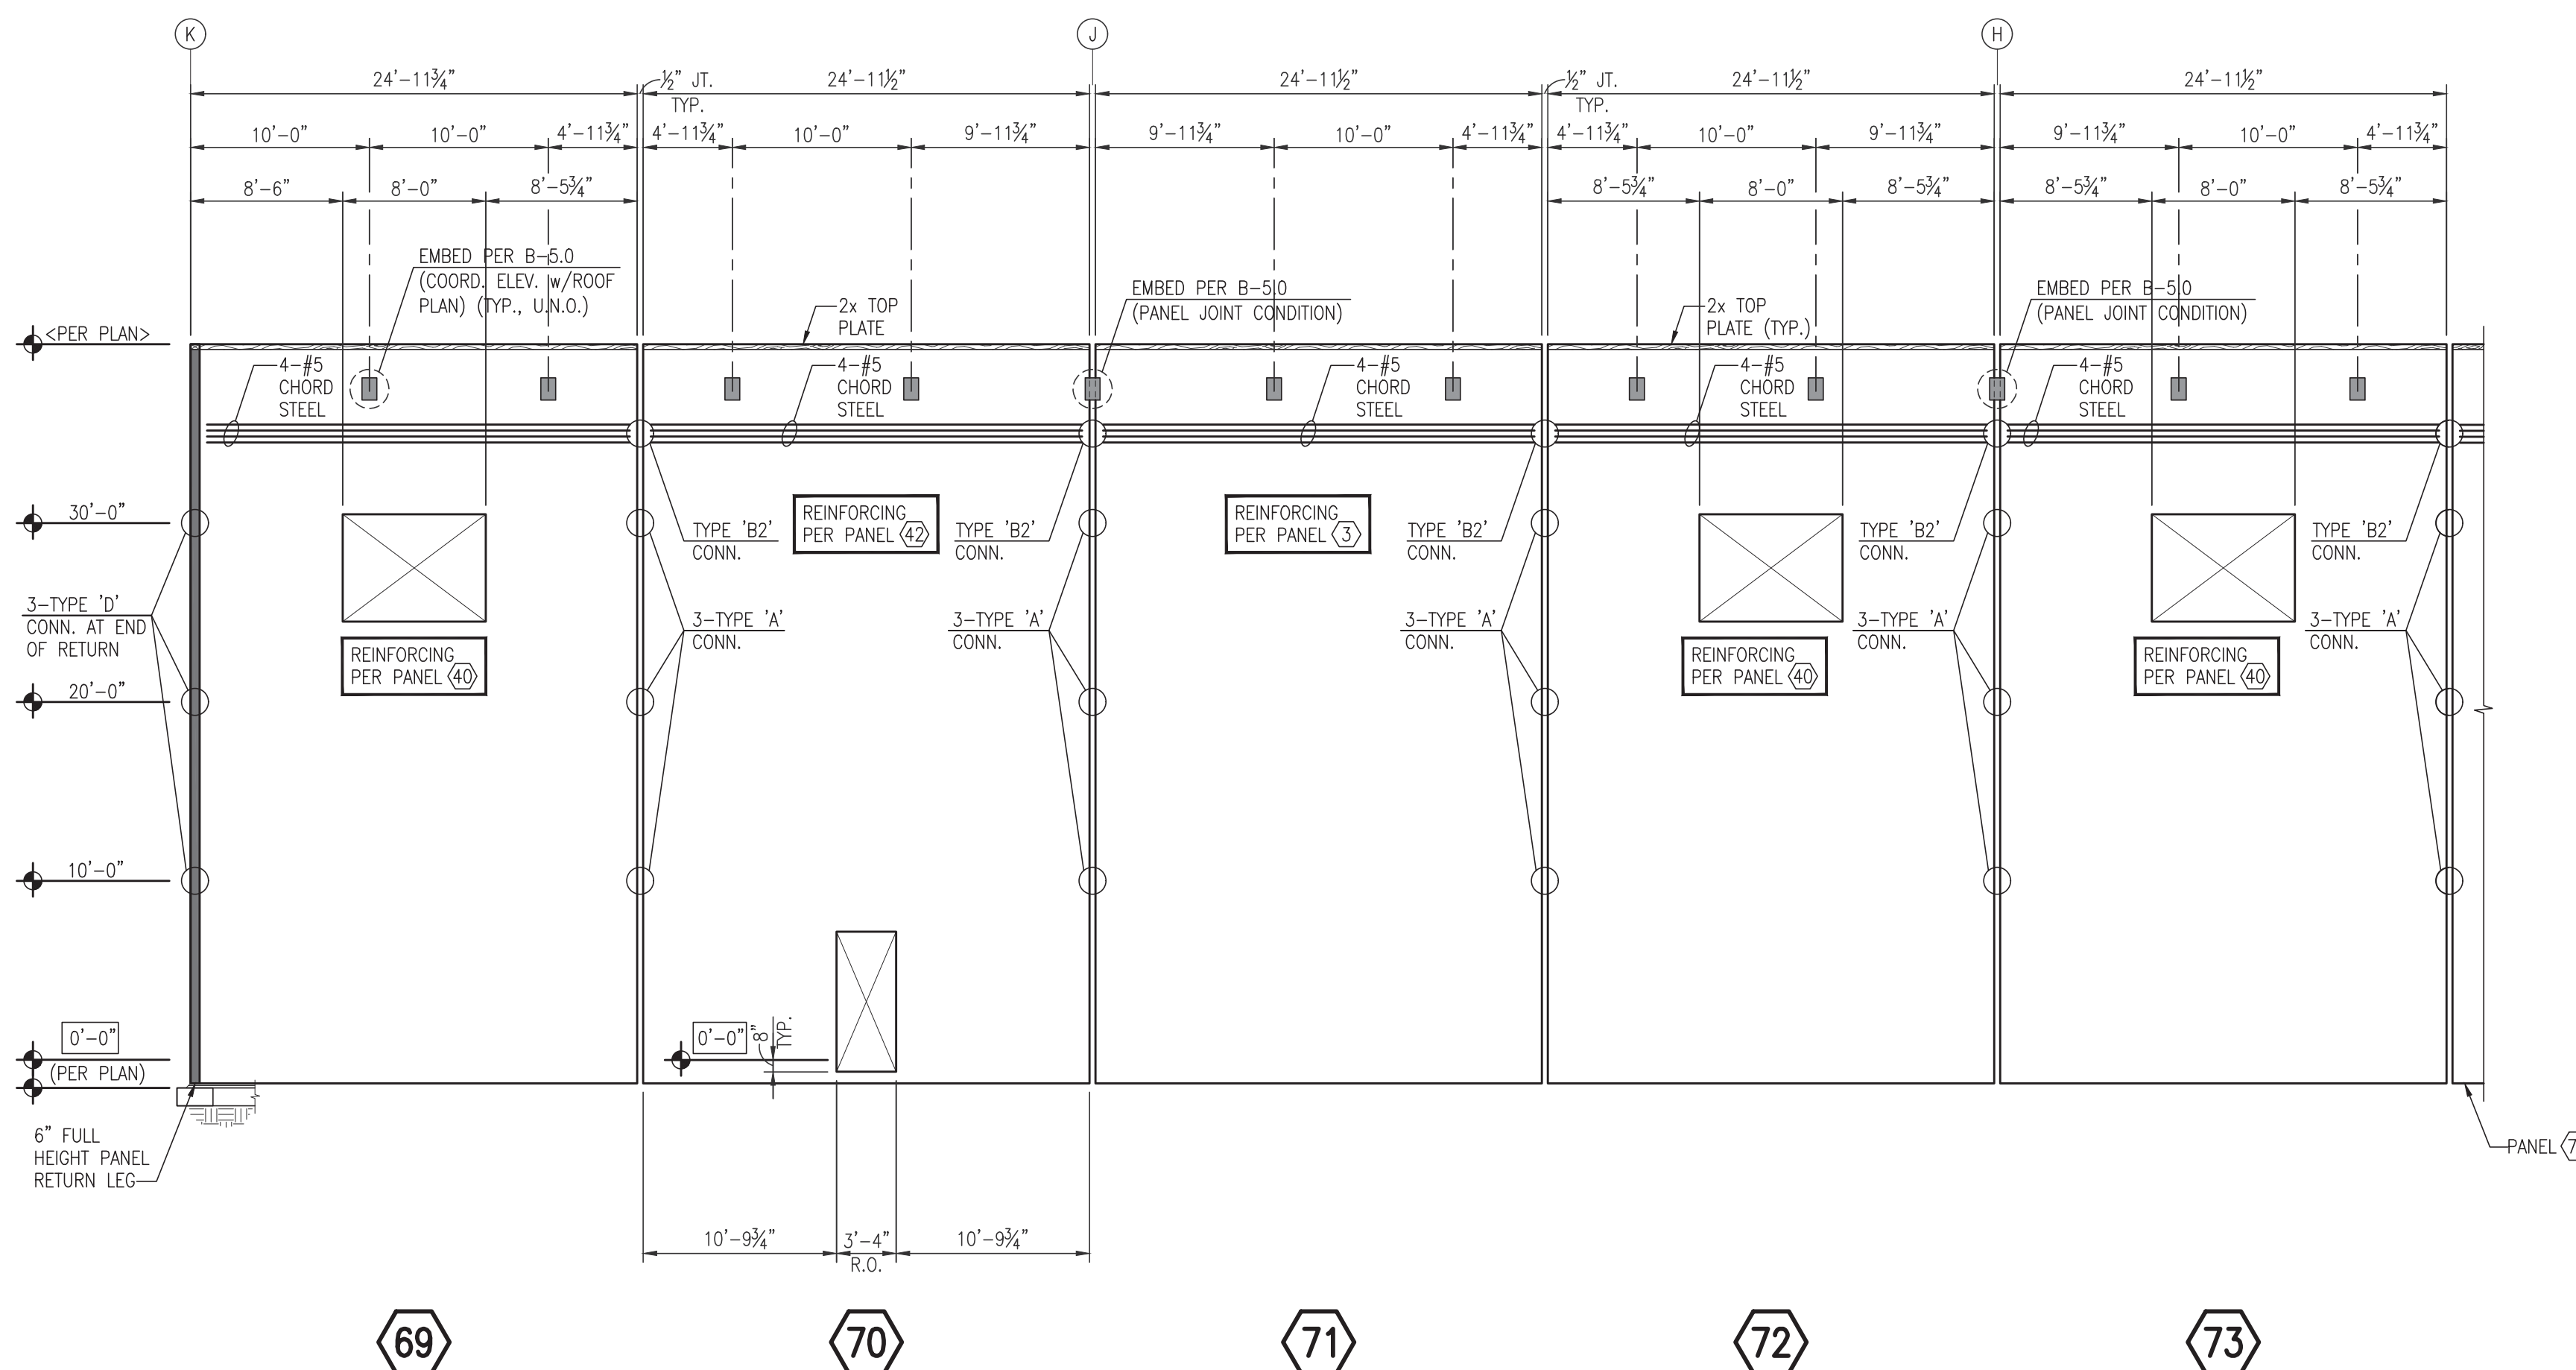 K
J
H
24'-11¾"
½" JT.
TYP.
24'-11½"
24'-11½"
½" JT.
TYP.
24'-11½"
24'-11½"
10'-0"
10'-0"
4'-11¾"
4'-11¾"
10'-0"
9'-11¾"
9'-11¾"
10'-0"
4'-11¾"
4'-11¾"
10'-0"
9'-11¾"
9'-11¾"
10'-0"
4'-11¾"
8'-6"
8'-0"
8'-5¾"
8'-5¾"
8'-0"
8'-5¾"
8'-5¾"
8'-0"
8'-5¾"
EMBED PER B-5.0
(COORD. ELEV. w/ROOF
PLAN) (TYP., U.N.O.)
2x TOP
PLATE
EMBED PER B-5.0
(PANEL JOINT CONDITION)
2x TOP
PLATE (TYP.)
EMBED PER B-5.0
(PANEL JOINT CONDITION)
<PER PLAN>
4-#5
CHORD
STEEL
4-#5
CHORD
STEEL
4-#5
CHORD
STEEL
4-#5
CHORD
STEEL
4-#5
CHORD
STEEL
30'-0"
TYPE 'B2'
CONN.
REINFORCING
PER PANEL 42
TYPE 'B2'
CONN.
REINFORCING
PER PANEL 3
TYPE 'B2'
CONN.
TYPE 'B2'
CONN.
TYPE 'B2'
CONN.
3-TYPE 'D'
CONN. AT END
OF RETURN
3-TYPE 'A'
CONN.
3-TYPE 'A'
CONN.
3-TYPE 'A'
CONN.
3-TYPE 'A'
CONN.
3-TYPE 'A'
CONN.
REINFORCING
PER PANEL 40
REINFORCING
PER PANEL 40
REINFORCING
PER PANEL 40
20'-0"
10'-0"
0'-0"
(PER PLAN)
0'-0"
8"
TYP.
6" FULL
HEIGHT PANEL
RETURN LEG
PANEL 7
10'-9¾"
3'-4"
R.O.
10'-9¾"
69
70
71
72
73